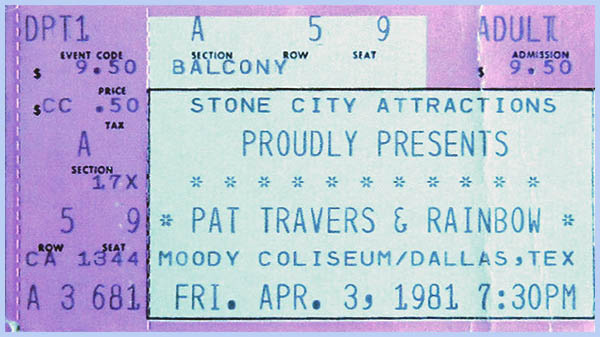 DPT1
EVENT CODE
$ 9.50
PRICE
$CC .50
TAX
A
SECTION
17X
5 9
ROW SEAT
CA 1344
A 3 681
A 5 9 ADULT
SECTION ROW SEAT ADMISSION
BALCONY $ 9.50
STONE CITY ATTRACTIONS
PROUDLY PRESENTS
* * * * * * * * * * *
* PAT TRAVERS & RAINBOW *
MOODY COLISEUM/DALLAS,TEX
FRI. APR. 3, 1981 7:30PM